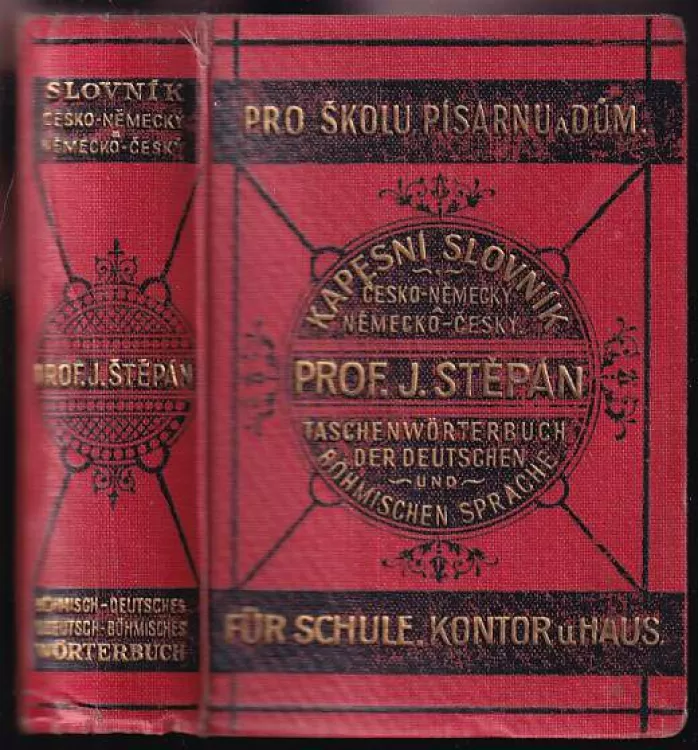 SLOVNÍK
ČESKO-NĚMECKÝ
NĚMECKO-ČESKÝ
PROF. J. ŠTĚPÁN
BÖHMISCH-DEUTSCHES
DEUTSCH-BÖHMISCHES
WÖRTERBUCH
PRO ŠKOLU, PÍSÁRNU A DŮM.
KAPESNÍ SLOVNÍK
ČESKO-NĚMECKÝ
NĚMECKO-ČESKÝ
PROF. J. ŠTĚPÁN
TASCHENWÖRTERBUCH
DER DEUTSCHEN
UND
BÖHMISCHEN SPRACHE
FÜR SCHULE, KONTOR u HAUS.